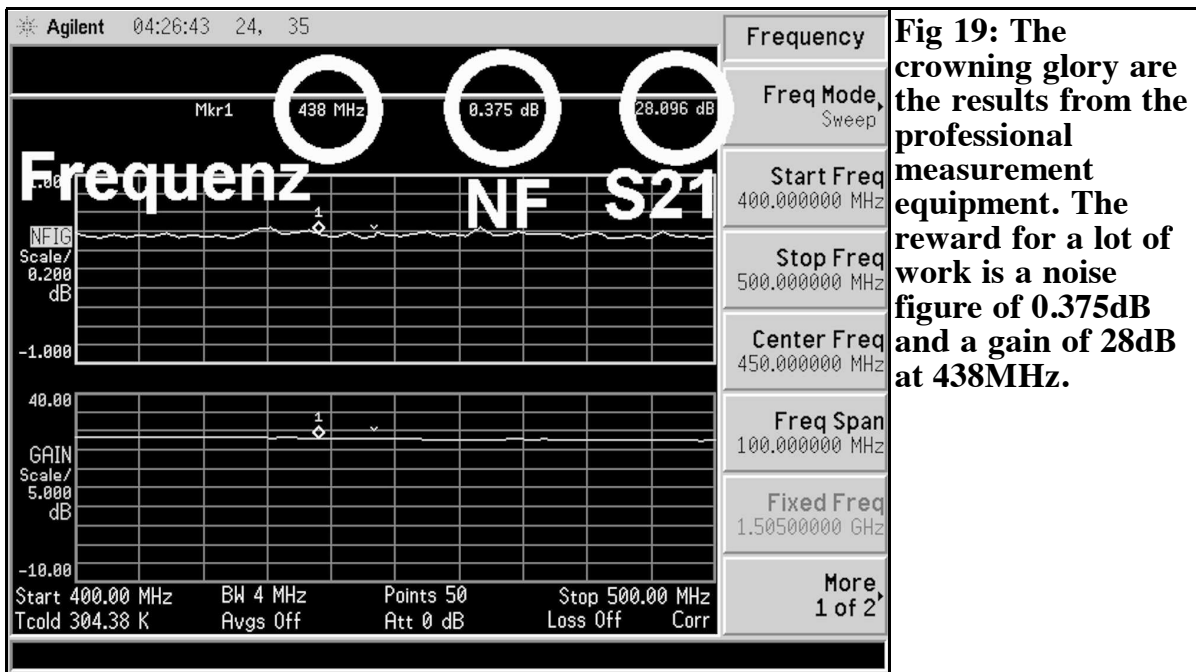 Agilent 04:26:43 24, 35
Mkr1 438 MHz 0.375 dB 28.096 dB
Frequenz NF S21
1
NFIG
Scale/
0.200
dB
-1.000
40.00
1
GAIN
Scale/
5.000
dB
-10.00
Start 400.00 MHz BW 4 MHz Points 50 Stop 500.00 MHz
Tcold 304.38 K Avgs Off Att 0 dB Loss Off Corr
Frequency
Freq Mode
Sweep
Start Freq
400.000000 MHz
Stop Freq
500.000000 MHz
Center Freq
450.000000 MHz
Freq Span
100.000000 MHz
Fixed Freq
1.50500000 GHz
More
1 of 2
Fig 19: The
crowning glory are
the results from the
professional
measurement
equipment. The
reward for a lot of
work is a noise
figure of 0.375dB
and a gain of 28dB
at 438MHz.